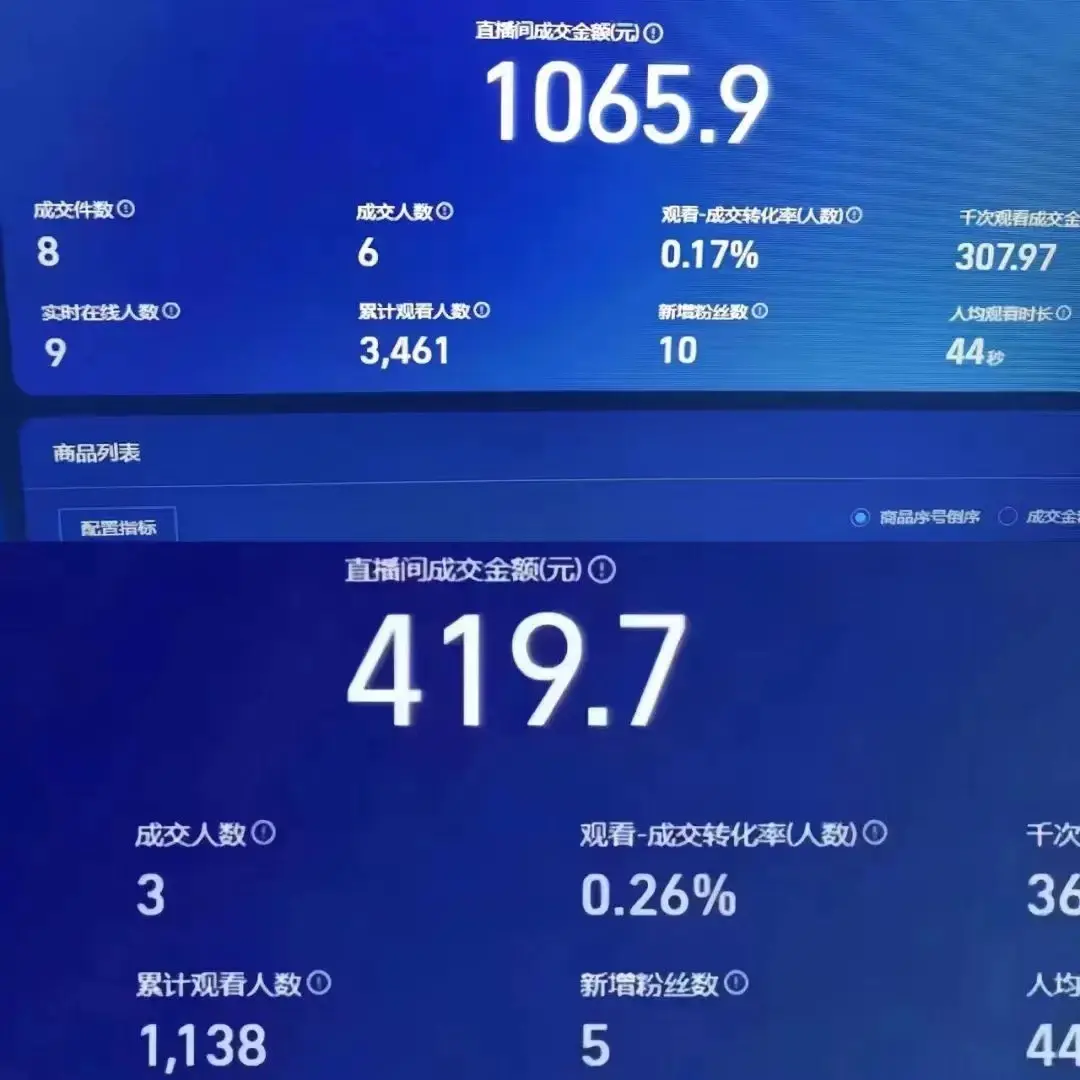 直播间成交金额(元)
1065.9
成交件数 成交人数 观看-成交转化率(人数) 千次观看成交金
8 6 0.17% 307.97
实时在线人数 累计观看人数 新增粉丝数 人均观看时长
9 3,461 10 44秒
商品列表
配置指标 商品序号倒序 成交金
直播间成交金额(元)
419.7
成交人数 观看-成交转化率(人数) 千次
3 0.26% 36
累计观看人数 新增粉丝数 人均
1,138 5 44